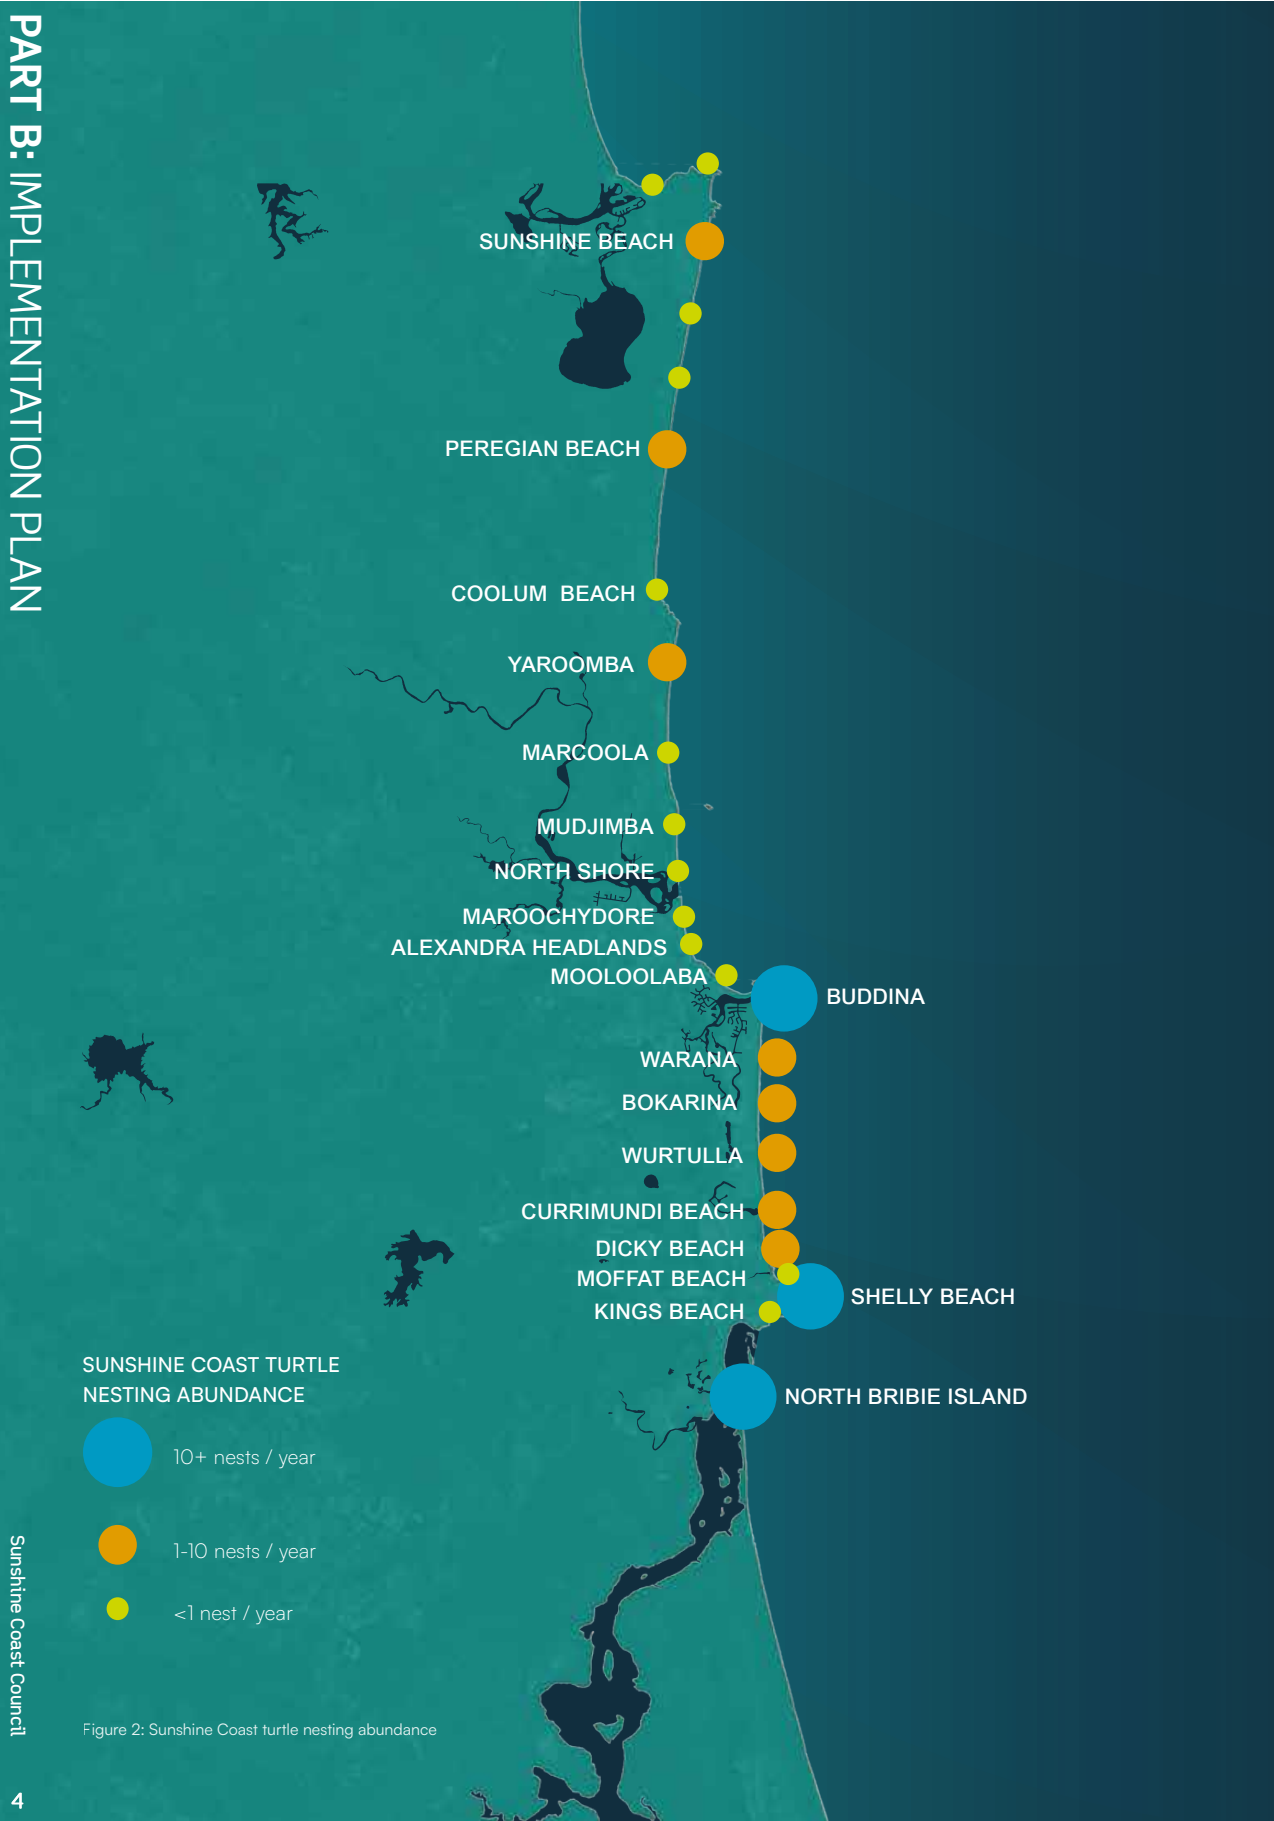 PART B: IMPLEMENTATION PLAN
SUNSHINE BEACH
PEREGIAN BEACH
COOLUM BEACH
YAROOMBA
MARCOOLA
MUDJIMBA
NORTH SHORE
MAROOCHYDORE
ALEXANDRA HEADLANDS
MOOLOOLABA
BUDDINA
WARANA
BOKARINA
WURTULLA
CURRIMUNDI BEACH
DICKY BEACH
MOFFAT BEACH
SHELLY BEACH
KINGS BEACH
NORTH BRIBIE ISLAND
SUNSHINE COAST TURTLE
NESTING ABUNDANCE
10+ nests / year
1-10 nests / year
<1 nest / year
Figure 2: Sunshine Coast turtle nesting abundance
Sunshine Coast Council
4